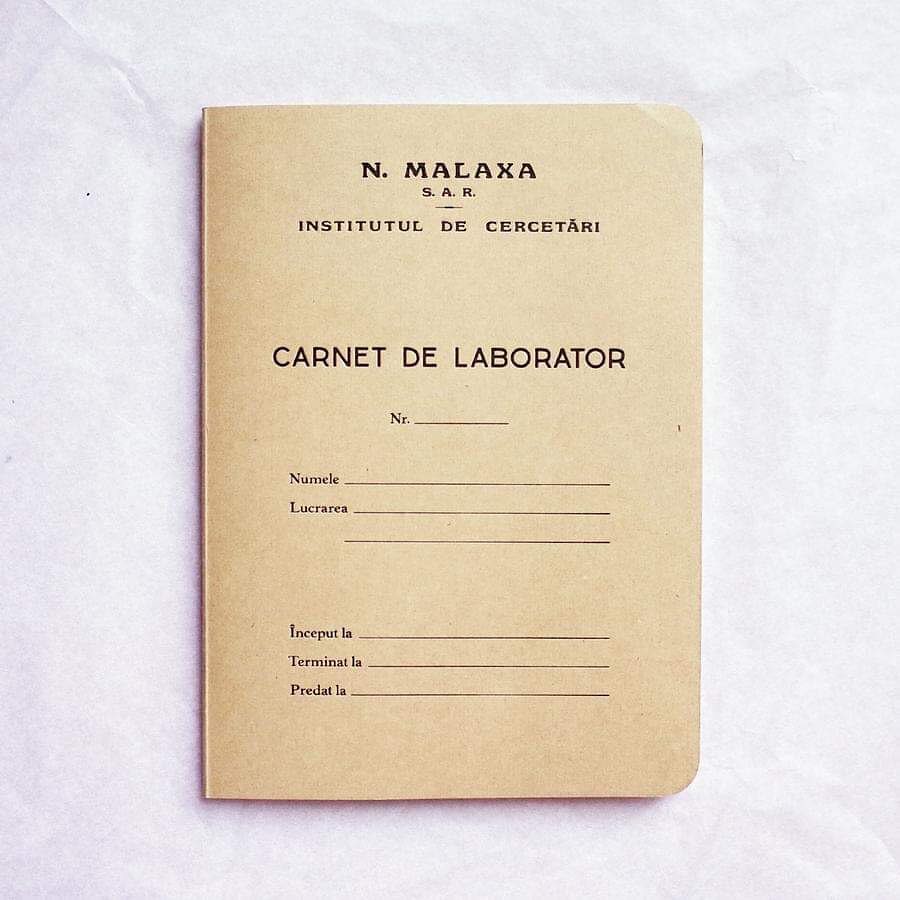 N. MALAXA
S. A. R.
INSTITUTUL DE CERCETĂRI
CARNET DE LABORATOR
Nr.
Numele
Lucrarea
Început la
Terminat la
Predat la